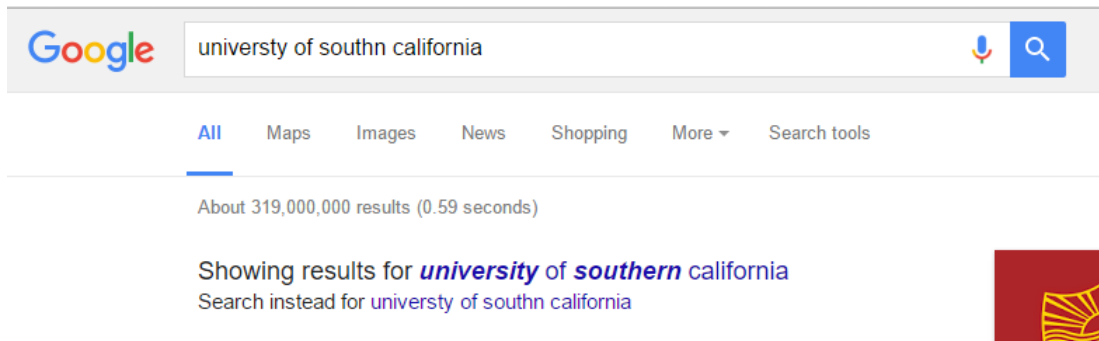 Google universty of southn california
All Maps Images News Shopping More Search tools
About 319,000,000 results (0.59 seconds)
Showing results for university of southern california
Search instead for universty of southn california